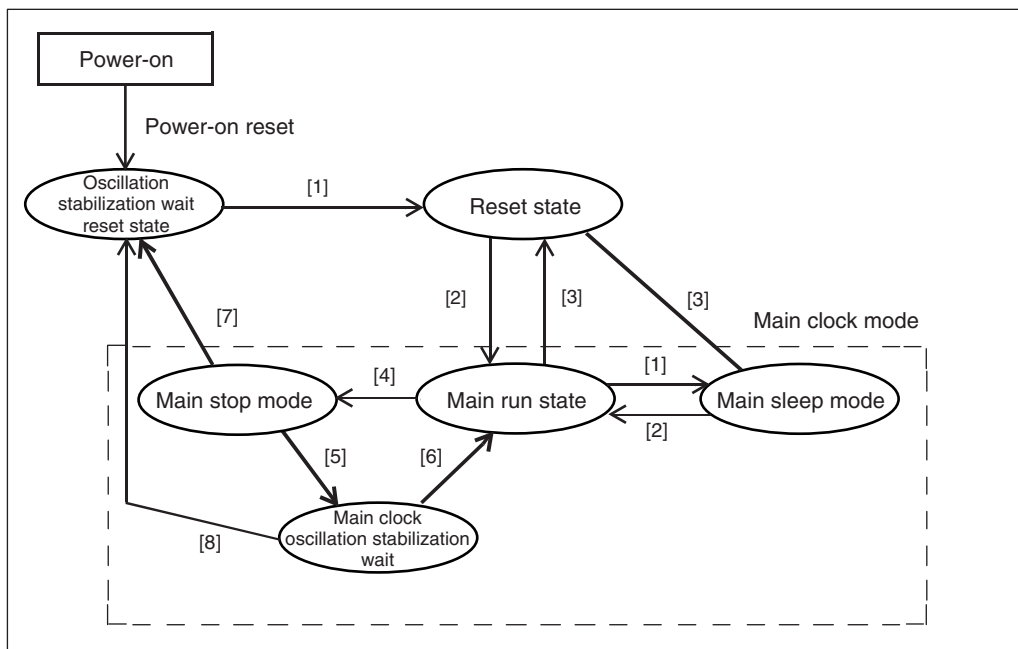 Power-on
Power-on reset
Oscillation
stabilization wait
reset state
[1]
Reset state
[2]
[3]
[3]
[7]
Main clock mode
[4]
[1]
Main stop mode
Main run state
Main sleep mode
[2]
[5]
[6]
Main clock
oscillation stabilization
wait
[8]